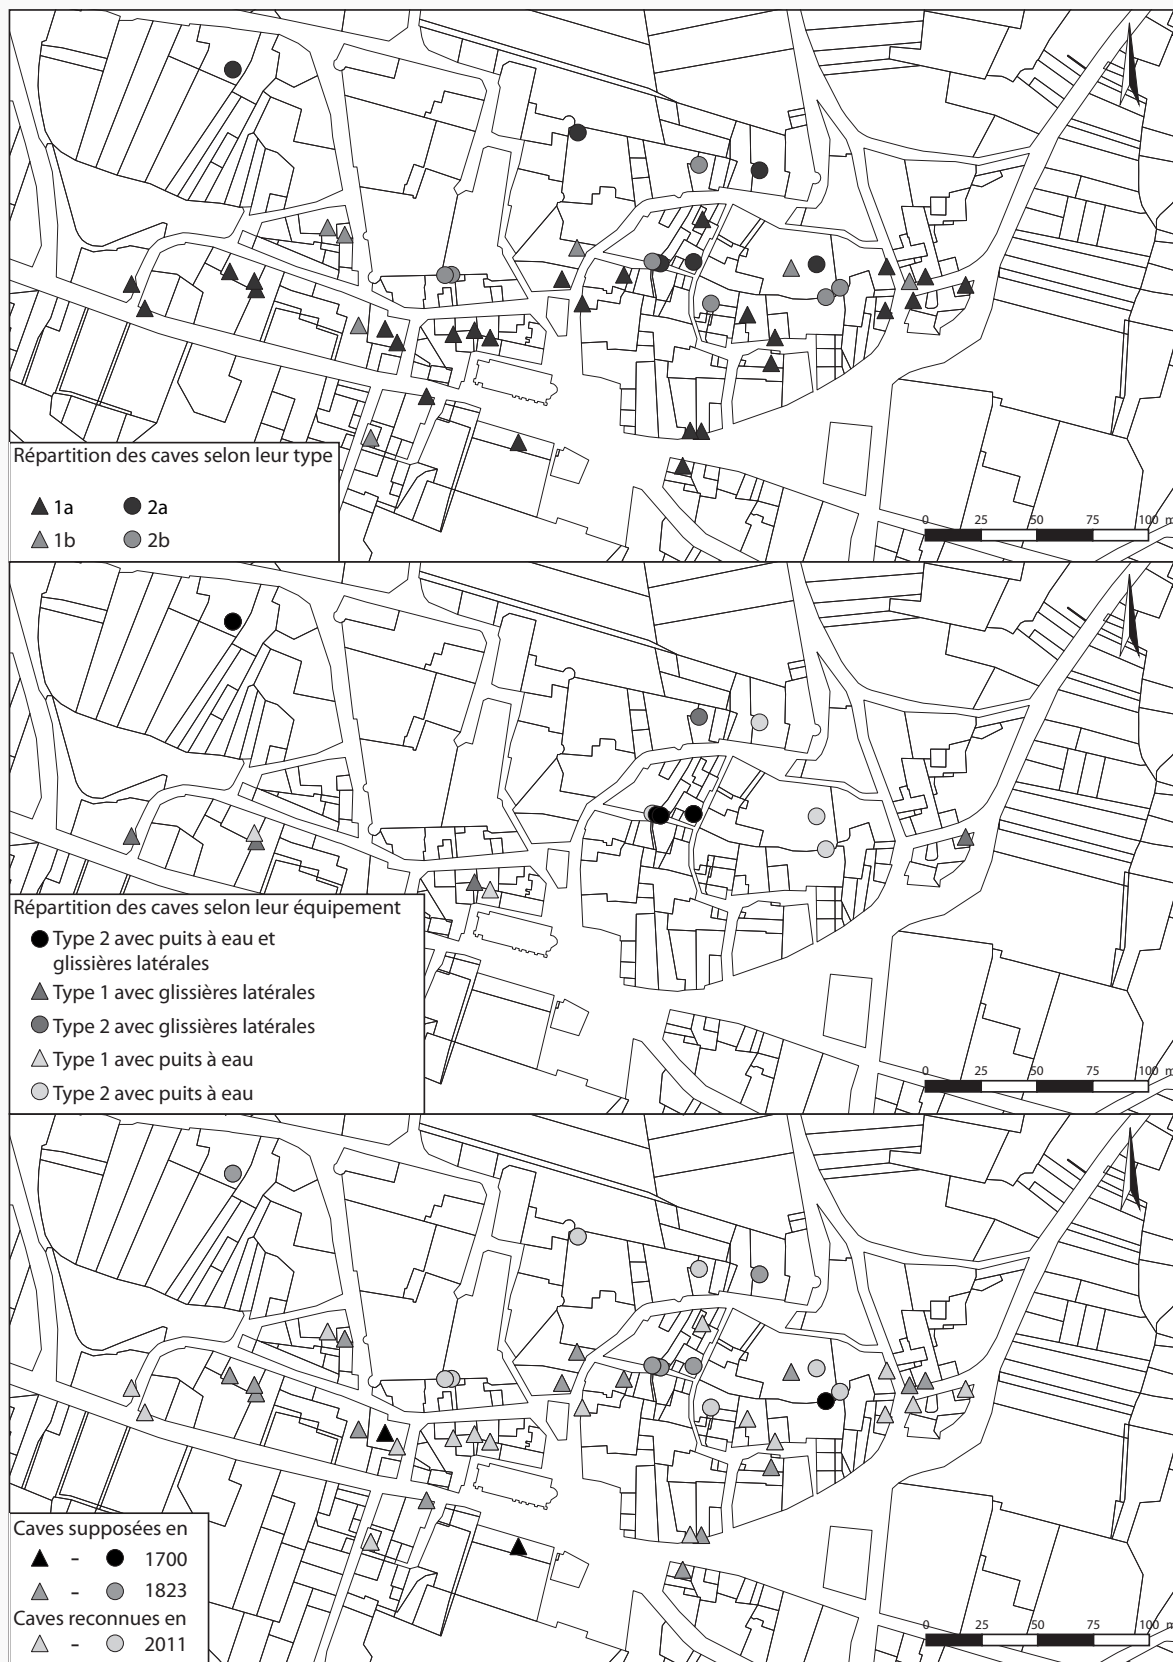 Répartition des caves selon leur type
1a 2a
1b 2b
0 25 50 75 100 m
Répartition des caves selon leur équipement
Type 2 avec puits à eau et
glissières latérales
Type 1 avec glissières latérales
Type 2 avec glissières latérales
Type 1 avec puits à eau
Type 2 avec puits à eau
0 25 50 75 100 m
Caves supposées en
- 1700
- 1823
Caves reconnues en
- 2011
0 25 50 75 100 m